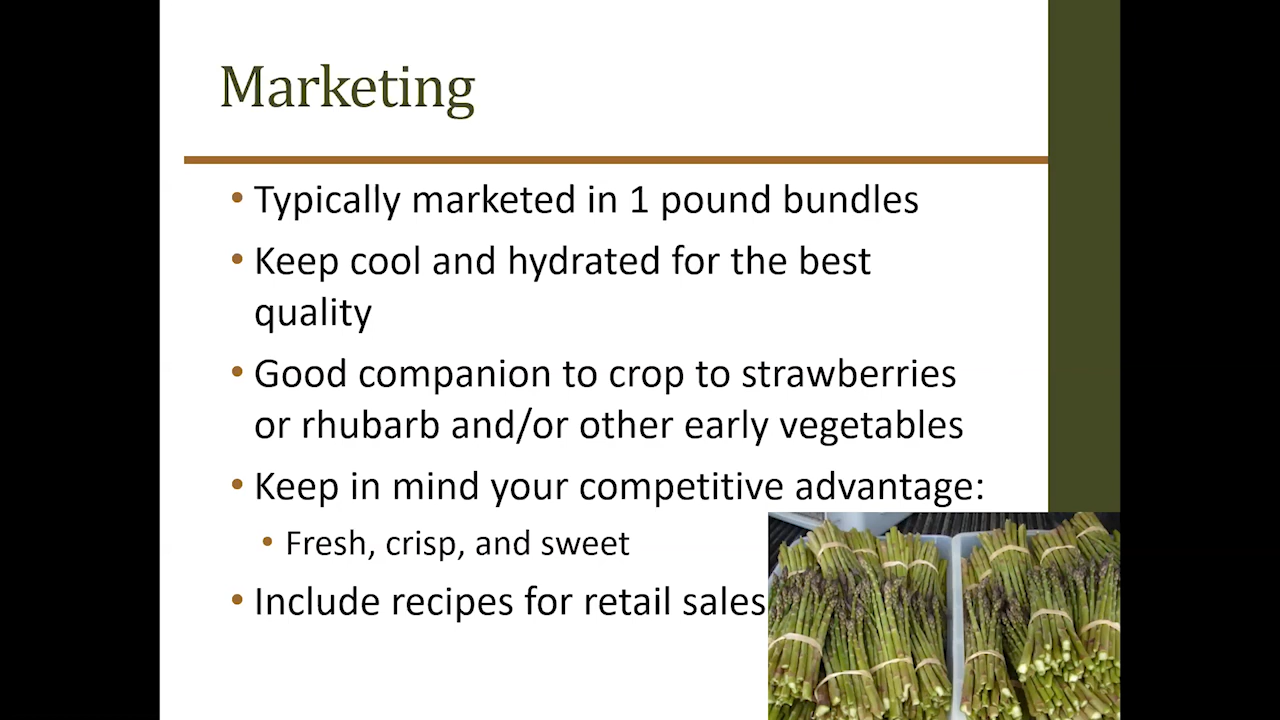 Marketing
• Typically marketed in 1 pound bundles
• Keep cool and hydrated for the best
quality
• Good companion to crop to strawberries
or rhubarb and/or other early vegetables
• Keep in mind your competitive advantage:
• Fresh, crisp, and sweet
• Include recipes for retail sales